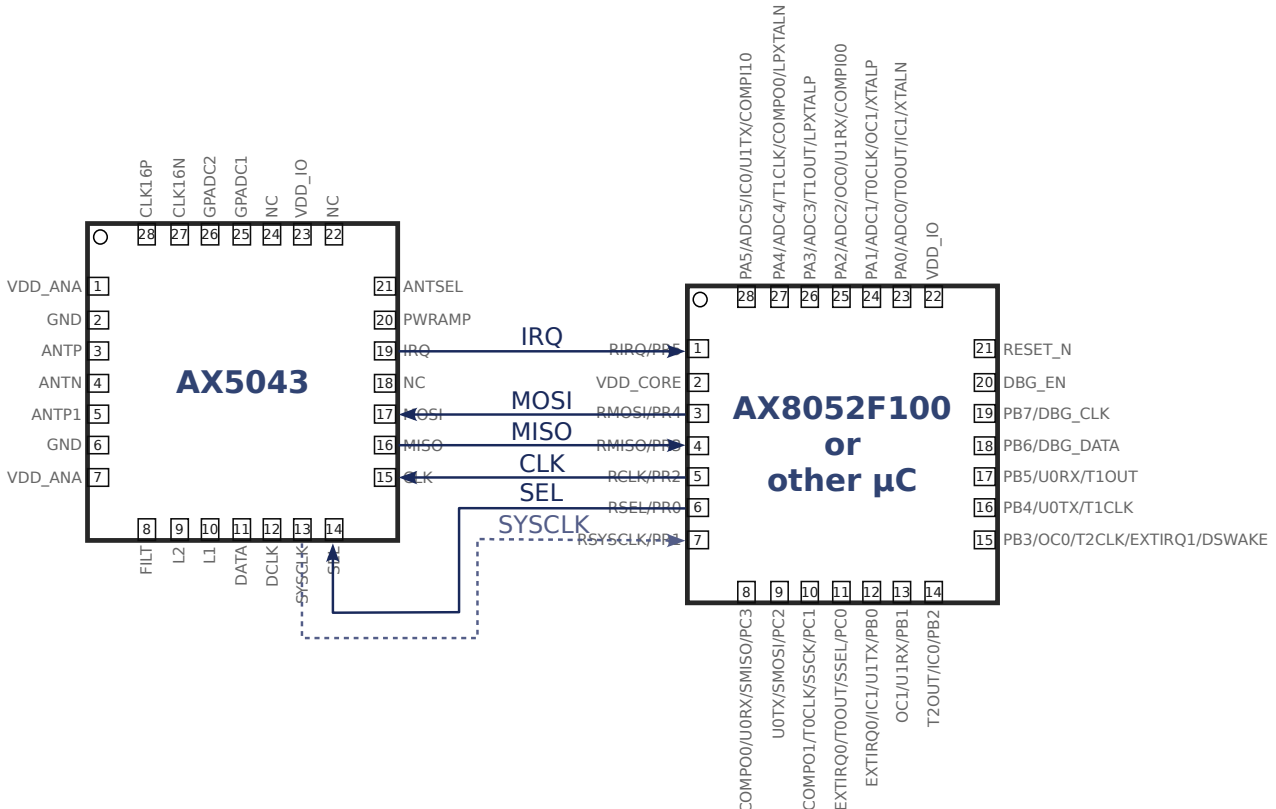 CLK16P
CLK16N
GPADC2
GPADC1
NC
VDD_IO
NC
28
27
26
25
24
23
22
VDD_ANA 1
GND 2
ANTP 3
ANTN 4
ANTP1 5
GND 6
VDD_ANA 7
AX5043
21 ANTSEL
20 PWRAMP
19 IRQ
18 NC
17 MOSI
16 MISO
15 CLK
8
9
10
11
12
13
14
FILT
L2
L1
DATA
DCLK
SYSCLK
SEL
IRQ
MOSI
MISO
CLK
SEL
SYSCLK
PA5/ADC5/IC0/U1TX/COMPI10
PA4/ADC4/T1CLK/COMPO0/LPXTALN
PA3/ADC3/T1OUT/LPXTALP
PA2/ADC2/OC0/U1RX/COMPI00
PA1/ADC1/T0CLK/OC1/XTALP
PA0/ADC0/T0OUT/IC1/XTALN
VDD_IO
28
27
26
25
24
23
22
RIRQ/PR5 1
VDD_CORE 2
RMOSI/PR4 3
RMISO/PR3 4
RCLK/PR2 5
RSEL/PR0 6
RSYSCLK/PR1 7
AX8052F100
or
other µC
21 RESET_N
20 DBG_EN
19 PB7/DBG_CLK
18 PB6/DBG_DATA
17 PB5/U0RX/T1OUT
16 PB4/U0TX/T1CLK
15 PB3/OC0/T2CLK/EXTIRQ1/DSWAKE
8
9
10
11
12
13
14
COMPO0/U0RX/SMISO/PC3
U0TX/SMOSI/PC2
COMPO1/T0CLK/SSCK/PC1
EXTIRQ0/T0OUT/SSEL/PC0
EXTIRQ0/IC1/U1TX/PB0
OC1/U1RX/PB1
T2OUT/IC0/PB2